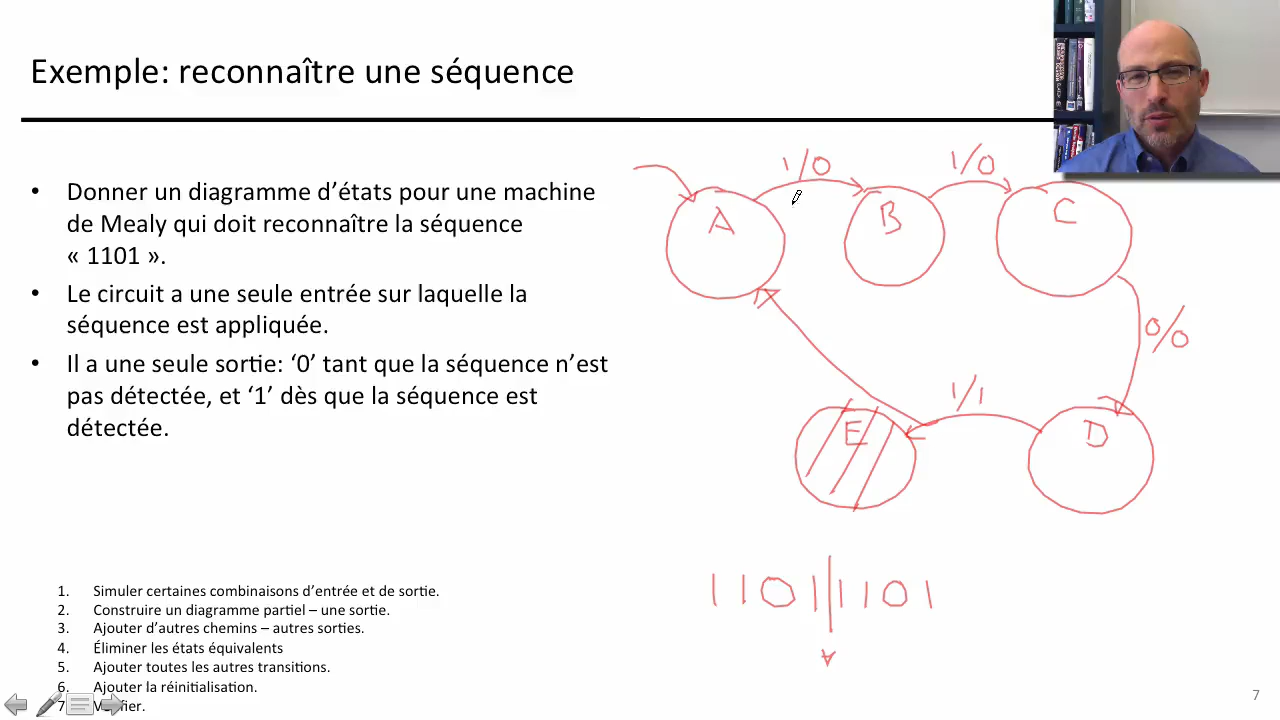 Exemple: reconnaître une séquence
• Donner un diagramme d'états pour une machine
de Mealy qui doit reconnaître la séquence
« 1101 ».
• Le circuit a une seule entrée sur laquelle la
séquence est appliquée.
• Il a une seule sortie: '0' tant que la séquence n'est
pas détectée, et '1' dès que la séquence est
détectée.
1. Simuler certaines combinaisons d'entrée et de sortie.
2. Construire un diagramme partiel – une sortie.
3. Ajouter d'autres chemins – autres sorties.
4. Éliminer les états équivalents
5. Ajouter toutes les autres transitions.
6. Ajouter la réinitialisation.
7
1/0
1/0
A
B
C
0/0
1/1
E
D
1101|1101
7